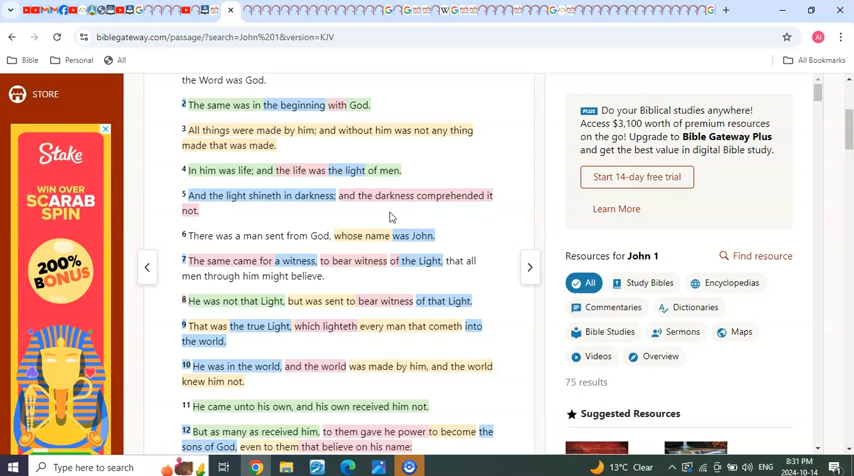 biblegateway.com/passage/?search=John%201&version=KJV
Bible
Personal
All
All Bookmarks
STORE
Stake
WIN OVER
SCARAB
SPIN
200%
BONUS
the Word was God.
2 The same was in the beginning with God.
3 All things were made by him; and without him was not any thing
made that was made.
4 In him was life; and the life was the light of men.
5 And the light shineth in darkness; and the darkness comprehended it
not.
6 There was a man sent from God, whose name was John.
7 The same came for a witness, to bear witness of the Light, that all
men through him might believe.
8 He was not that Light, but was sent to bear witness of that Light.
9 That was the true Light, which lighteth every man that cometh into
the world.
10 He was in the world, and the world was made by him, and the world
knew him not.
11 He came unto his own, and his own received him not.
12 But as many as received him, to them gave he power to become the
sons of God, even to them that believe on his name:
PLUS Do your Biblical studies anywhere!
Access $3,100 worth of premium resources
on the go! Upgrade to Bible Gateway Plus
and get the best value in digital Bible study.
Start 14-day free trial
Learn More
Resources for John 1
Find resource
All
Study Bibles
Encyclopedias
Commentaries
Dictionaries
Bible Studies
Sermons
Maps
Videos
Overview
75 results
Suggested Resources
Type here to search
13°C Clear
ENG
8:31 PM
2024-10-14